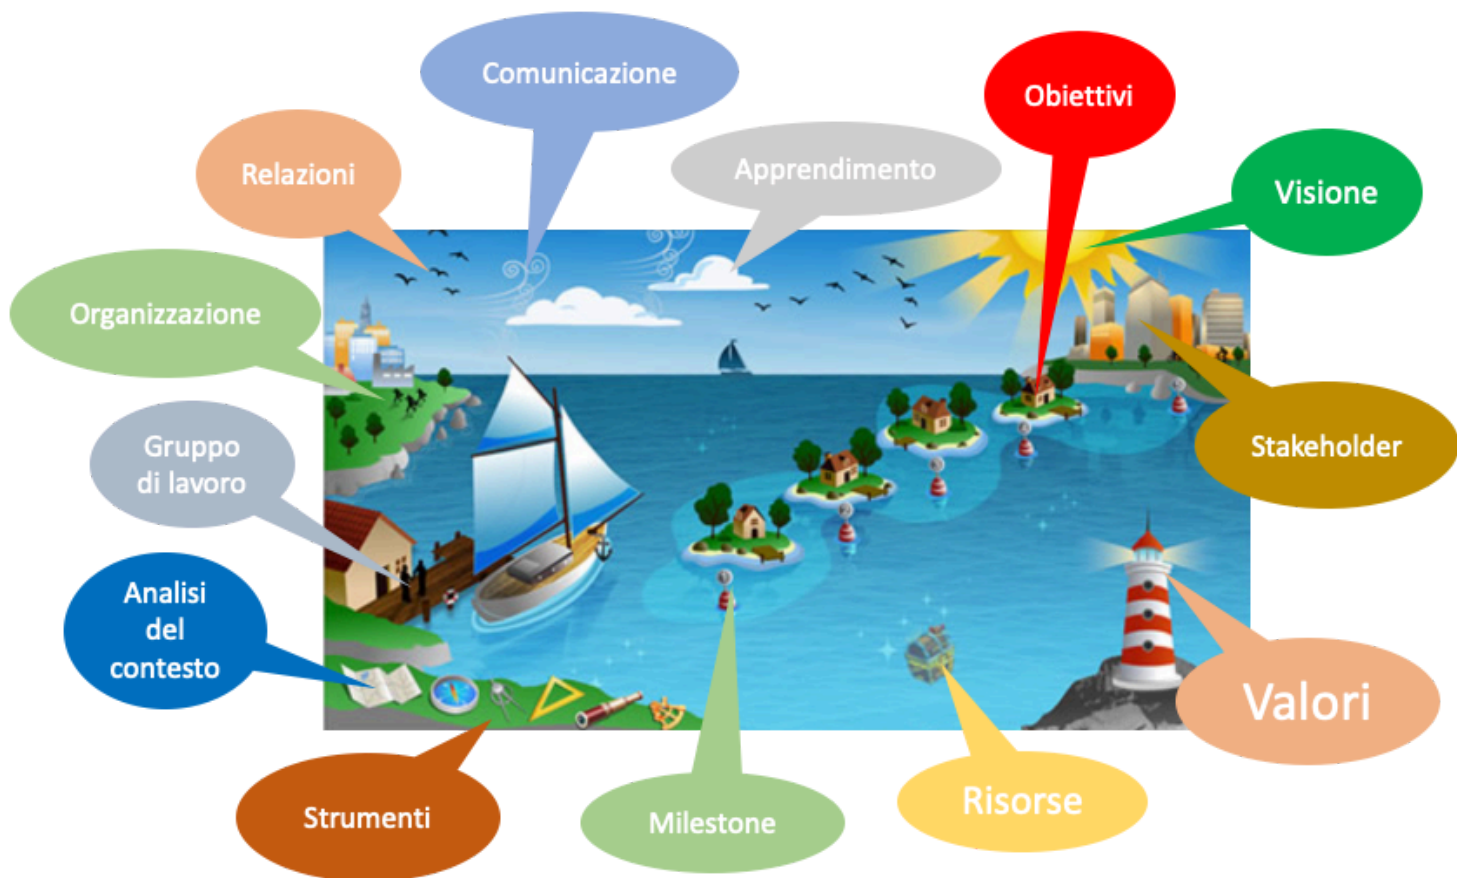 Comunicazione
Obiettivi
Relazioni
Apprendimento
Visione
Organizzazione
Gruppo
di lavoro
Stakeholder
Analisi
del
contesto
Valori
Strumenti
Milestone
Risorse